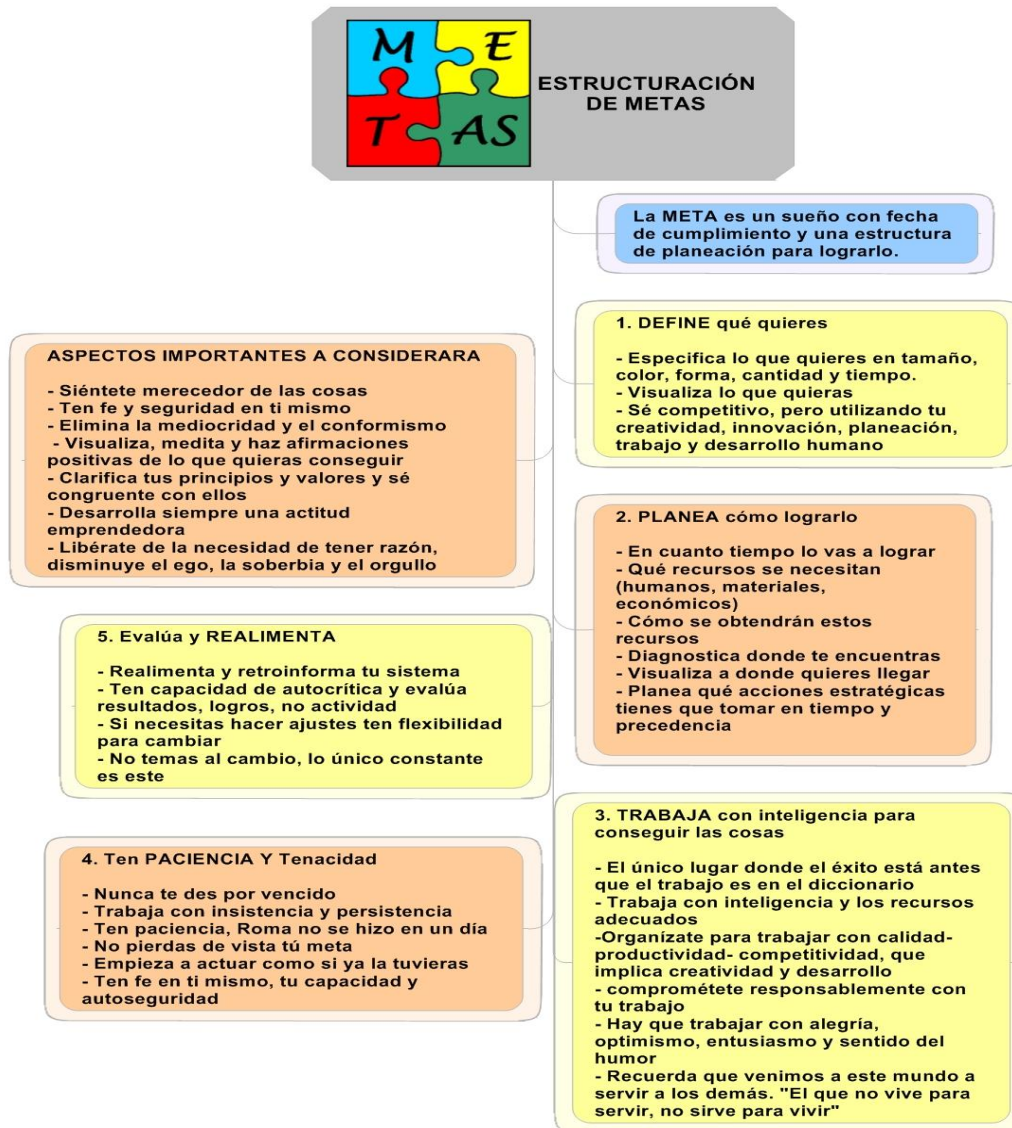 M E
T AS
ESTRUCTURACIÓN
DE METAS
La META es un sueño con fecha
de cumplimiento y una estructura
de planeación para lograrlo.
1. DEFINE qué quieres
- Especifica lo que quieres en tamaño,
color, forma, cantidad y tiempo.
- Visualiza lo que quieras
- Sé competitivo, pero utilizando tu
creatividad, innovación, planeación,
trabajo y desarrollo humano
2. PLANEA cómo lograrlo
- En cuanto tiempo lo vas a lograr
- Qué recursos se necesitan
(humanos, materiales,
económicos)
- Cómo se obtendrán estos
recursos
- Diagnostica donde te encuentras
- Visualiza a donde quieres llegar
- Planea qué acciones estratégicas
tienes que tomar en tiempo y
precedencia
3. TRABAJA con inteligencia para
conseguir las cosas
- El único lugar donde el éxito está antes
que el trabajo es en el diccionario
- Trabaja con inteligencia y los recursos
adecuados
-Organízate para trabajar con calidad-
productividad- competitividad, que
implica creatividad y desarrollo
- comprométete responsablemente con
tu trabajo
- Hay que trabajar con alegría,
optimismo, entusiasmo y sentido del
humor
- Recuerda que venimos a este mundo a
servir a los demás. "El que no vive para
servir, no sirve para vivir"
4. Ten PACIENCIA Y Tenacidad
- Nunca te des por vencido
- Trabaja con insistencia y persistencia
- Ten paciencia, Roma no se hizo en un día
- No pierdas de vista tú meta
- Empieza a actuar como si ya la tuvieras
- Ten fe en ti mismo, tu capacidad y
autoseguridad
5. Evalúa y REALIMENTA
- Realimenta y retroinforma tu sistema
- Ten capacidad de autocrítica y evalúa
resultados, logros, no actividad
- Si necesitas hacer ajustes ten flexibilidad
para cambiar
- No temas al cambio, lo único constante
es este
ASPECTOS IMPORTANTES A CONSIDERARA
- Siéntete merecedor de las cosas
- Ten fe y seguridad en ti mismo
- Elimina la mediocridad y el conformismo
- Visualiza, medita y haz afirmaciones
positivas de lo que quieras conseguir
- Clarifica tus principios y valores y sé
congruente con ellos
- Desarrolla siempre una actitud
emprendedora
- Libérate de la necesidad de tener razón,
disminuye el ego, la soberbia y el orgullo